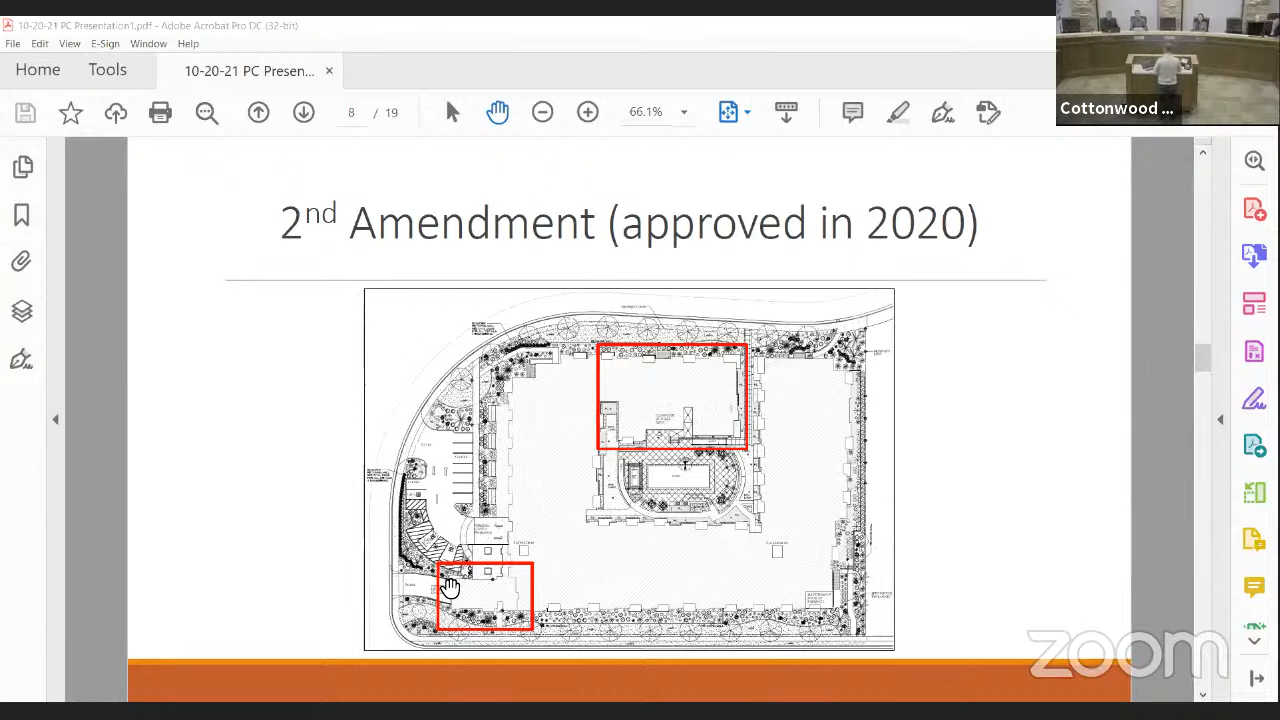 10-20-21 PC Presentation1.pdf - Adobe Acrobat Pro DC (32-bit)
File Edit View E-Sign Window Help
Home Tools 10-20-21 PC Presen... ×
8 / 19 66.1%
Cottonwood ...
2nd Amendment (approved in 2020)
zoom